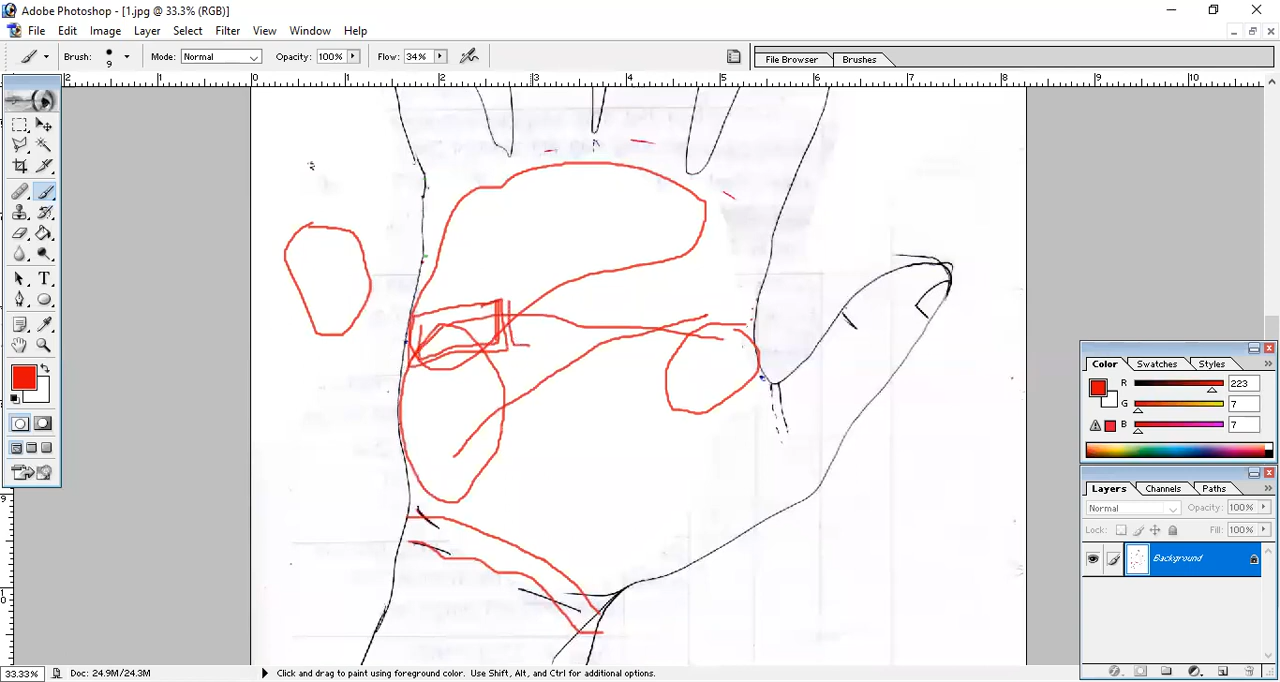 Adobe Photoshop - [1.jpg @ 33.3% (RGB)]
File Edit Image Layer Select Filter View Window Help
Brush: 9 Mode: Normal Opacity: 100% Flow: 34% File Browser Brushes
2 0 1 2 3 4 5 6 7 8 9 10
Color Swatches Styles
R 223
G 7
B 7
Layers Channels Paths
Normal Opacity: 100%
Lock: Fill: 100%
Background
9
1
0
33.33% Doc: 24.9M/24.3M Click and drag to paint using foreground color. Use Shift, Alt, and Ctrl for additional options.